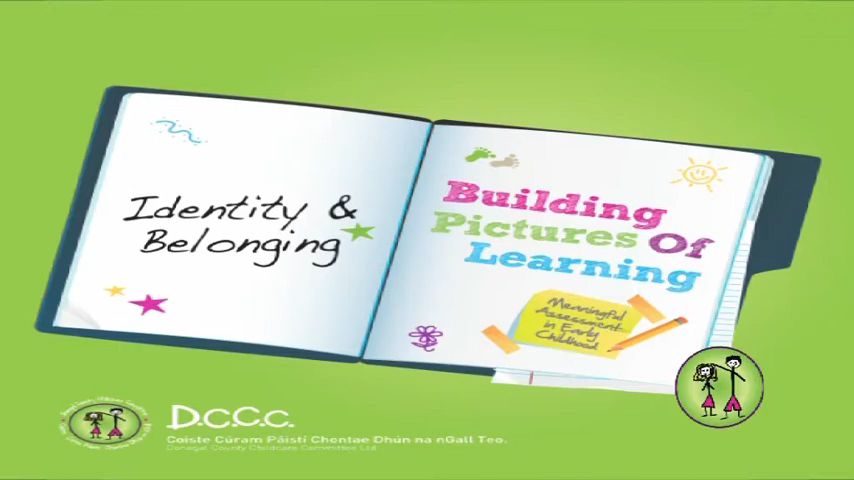 Identity &
Belonging
Building
Pictures Of
Learning
Meaningful
Assessment
in Early
Childhood
D.C.C.C.
Coiste Cúram Páistí Chontae Dhún na nGall Teo.
Donegal County Childcare Committee Ltd